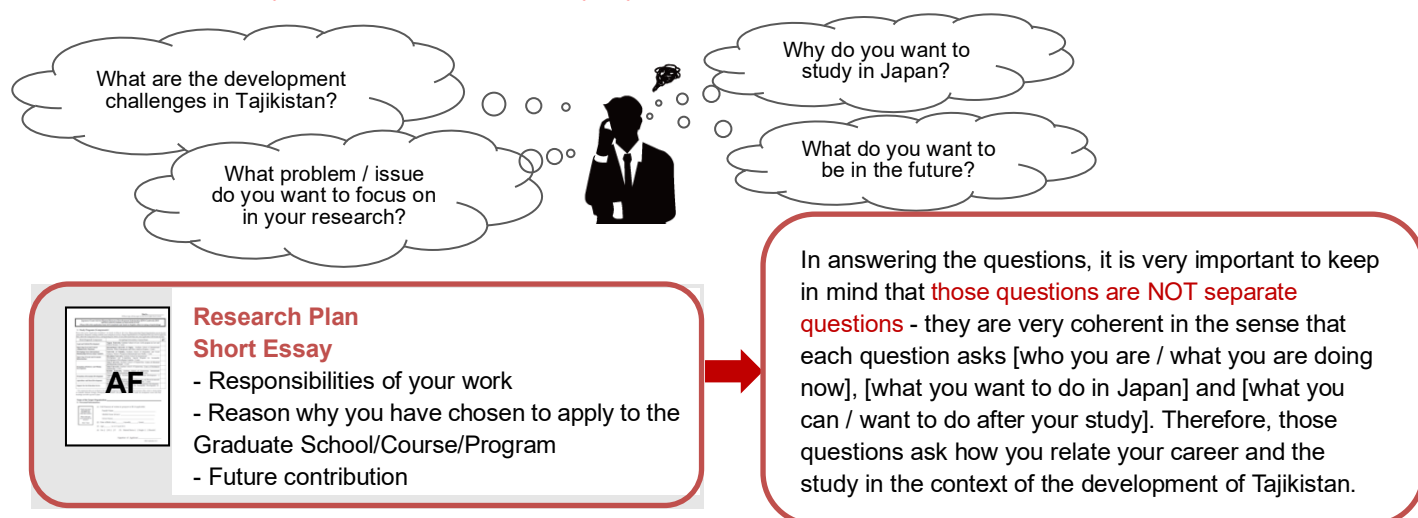 What are the development
challenges in Tajikistan?
Why do you want to
study in Japan?
What problem / issue
do you want to focus on
in your research?
What do you want to
be in the future?
AF
Research Plan
Short Essay
- Responsibilities of your work
- Reason why you have chosen to apply to the
Graduate School/Course/Program
- Future contribution
In answering the questions, it is very important to keep
in mind that those questions are NOT separate
questions - they are very coherent in the sense that
each question asks [who you are / what you are doing
now], [what you want to do in Japan] and [what you
can / want to do after your study]. Therefore, those
questions ask how you relate your career and the
study in the context of the development of Tajikistan.